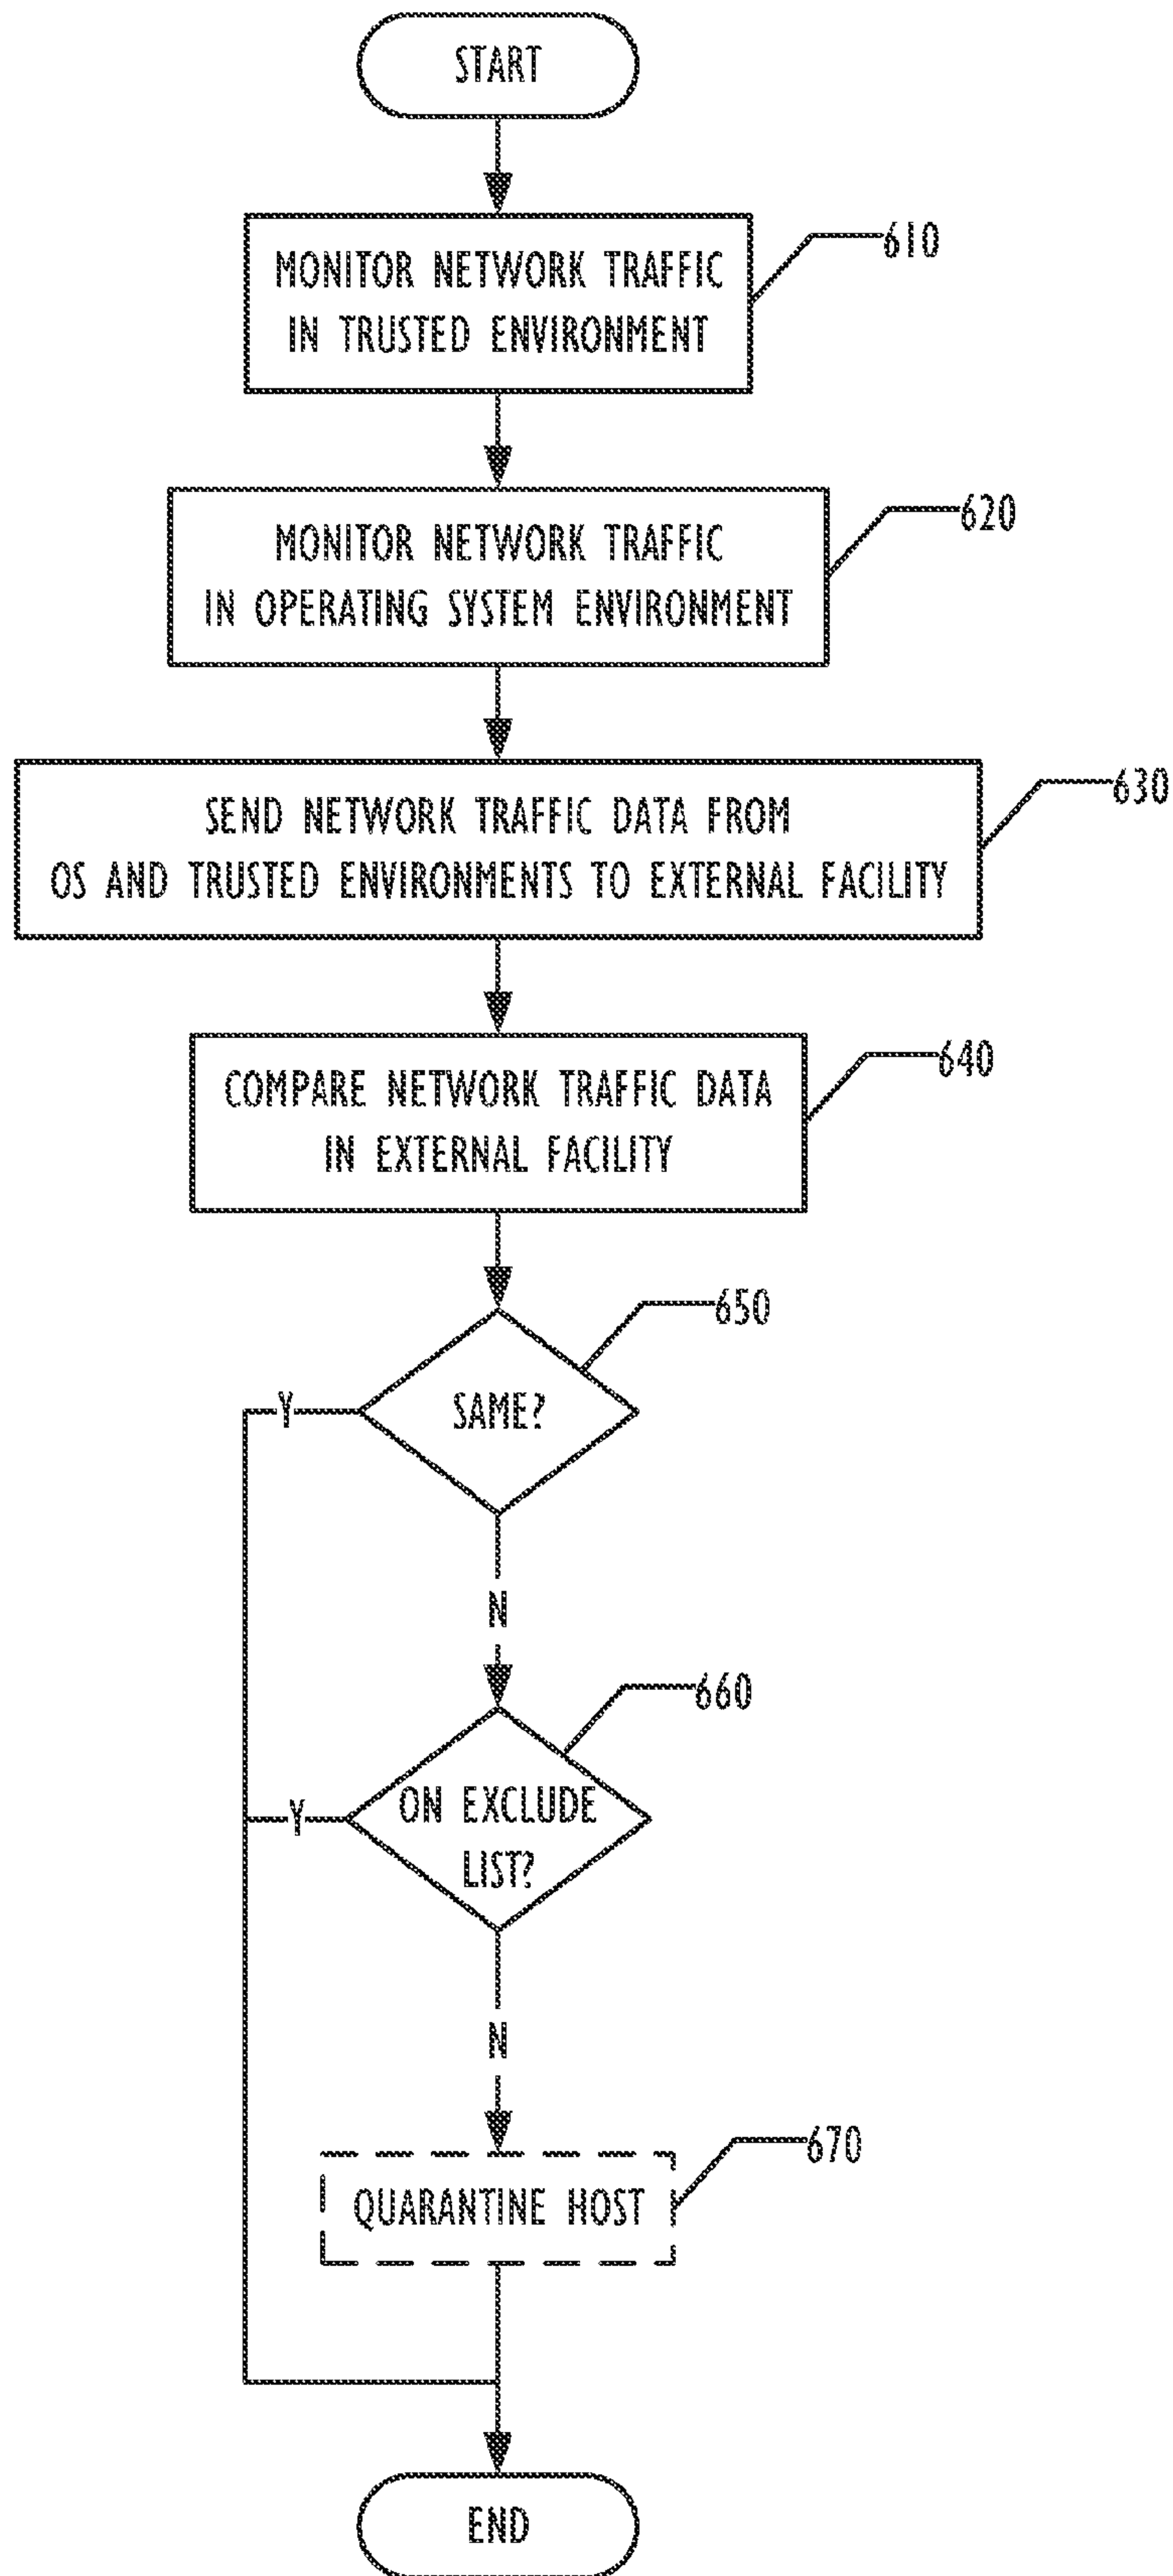 START
MONITOR NETWORK TRAFFIC
IN TRUSTED ENVIRONMENT
610
MONITOR NETWORK TRAFFIC
IN OPERATING SYSTEM ENVIRONMENT
620
SEND NETWORK TRAFFIC DATA FROM
OS AND TRUSTED ENVIRONMENTS TO EXTERNAL FACILITY
630
COMPARE NETWORK TRAFFIC DATA
IN EXTERNAL FACILITY
640
650
SAME?
Y
N
660
ON EXCLUDE
LIST?
Y
N
670
QUARANTINE HOST
END